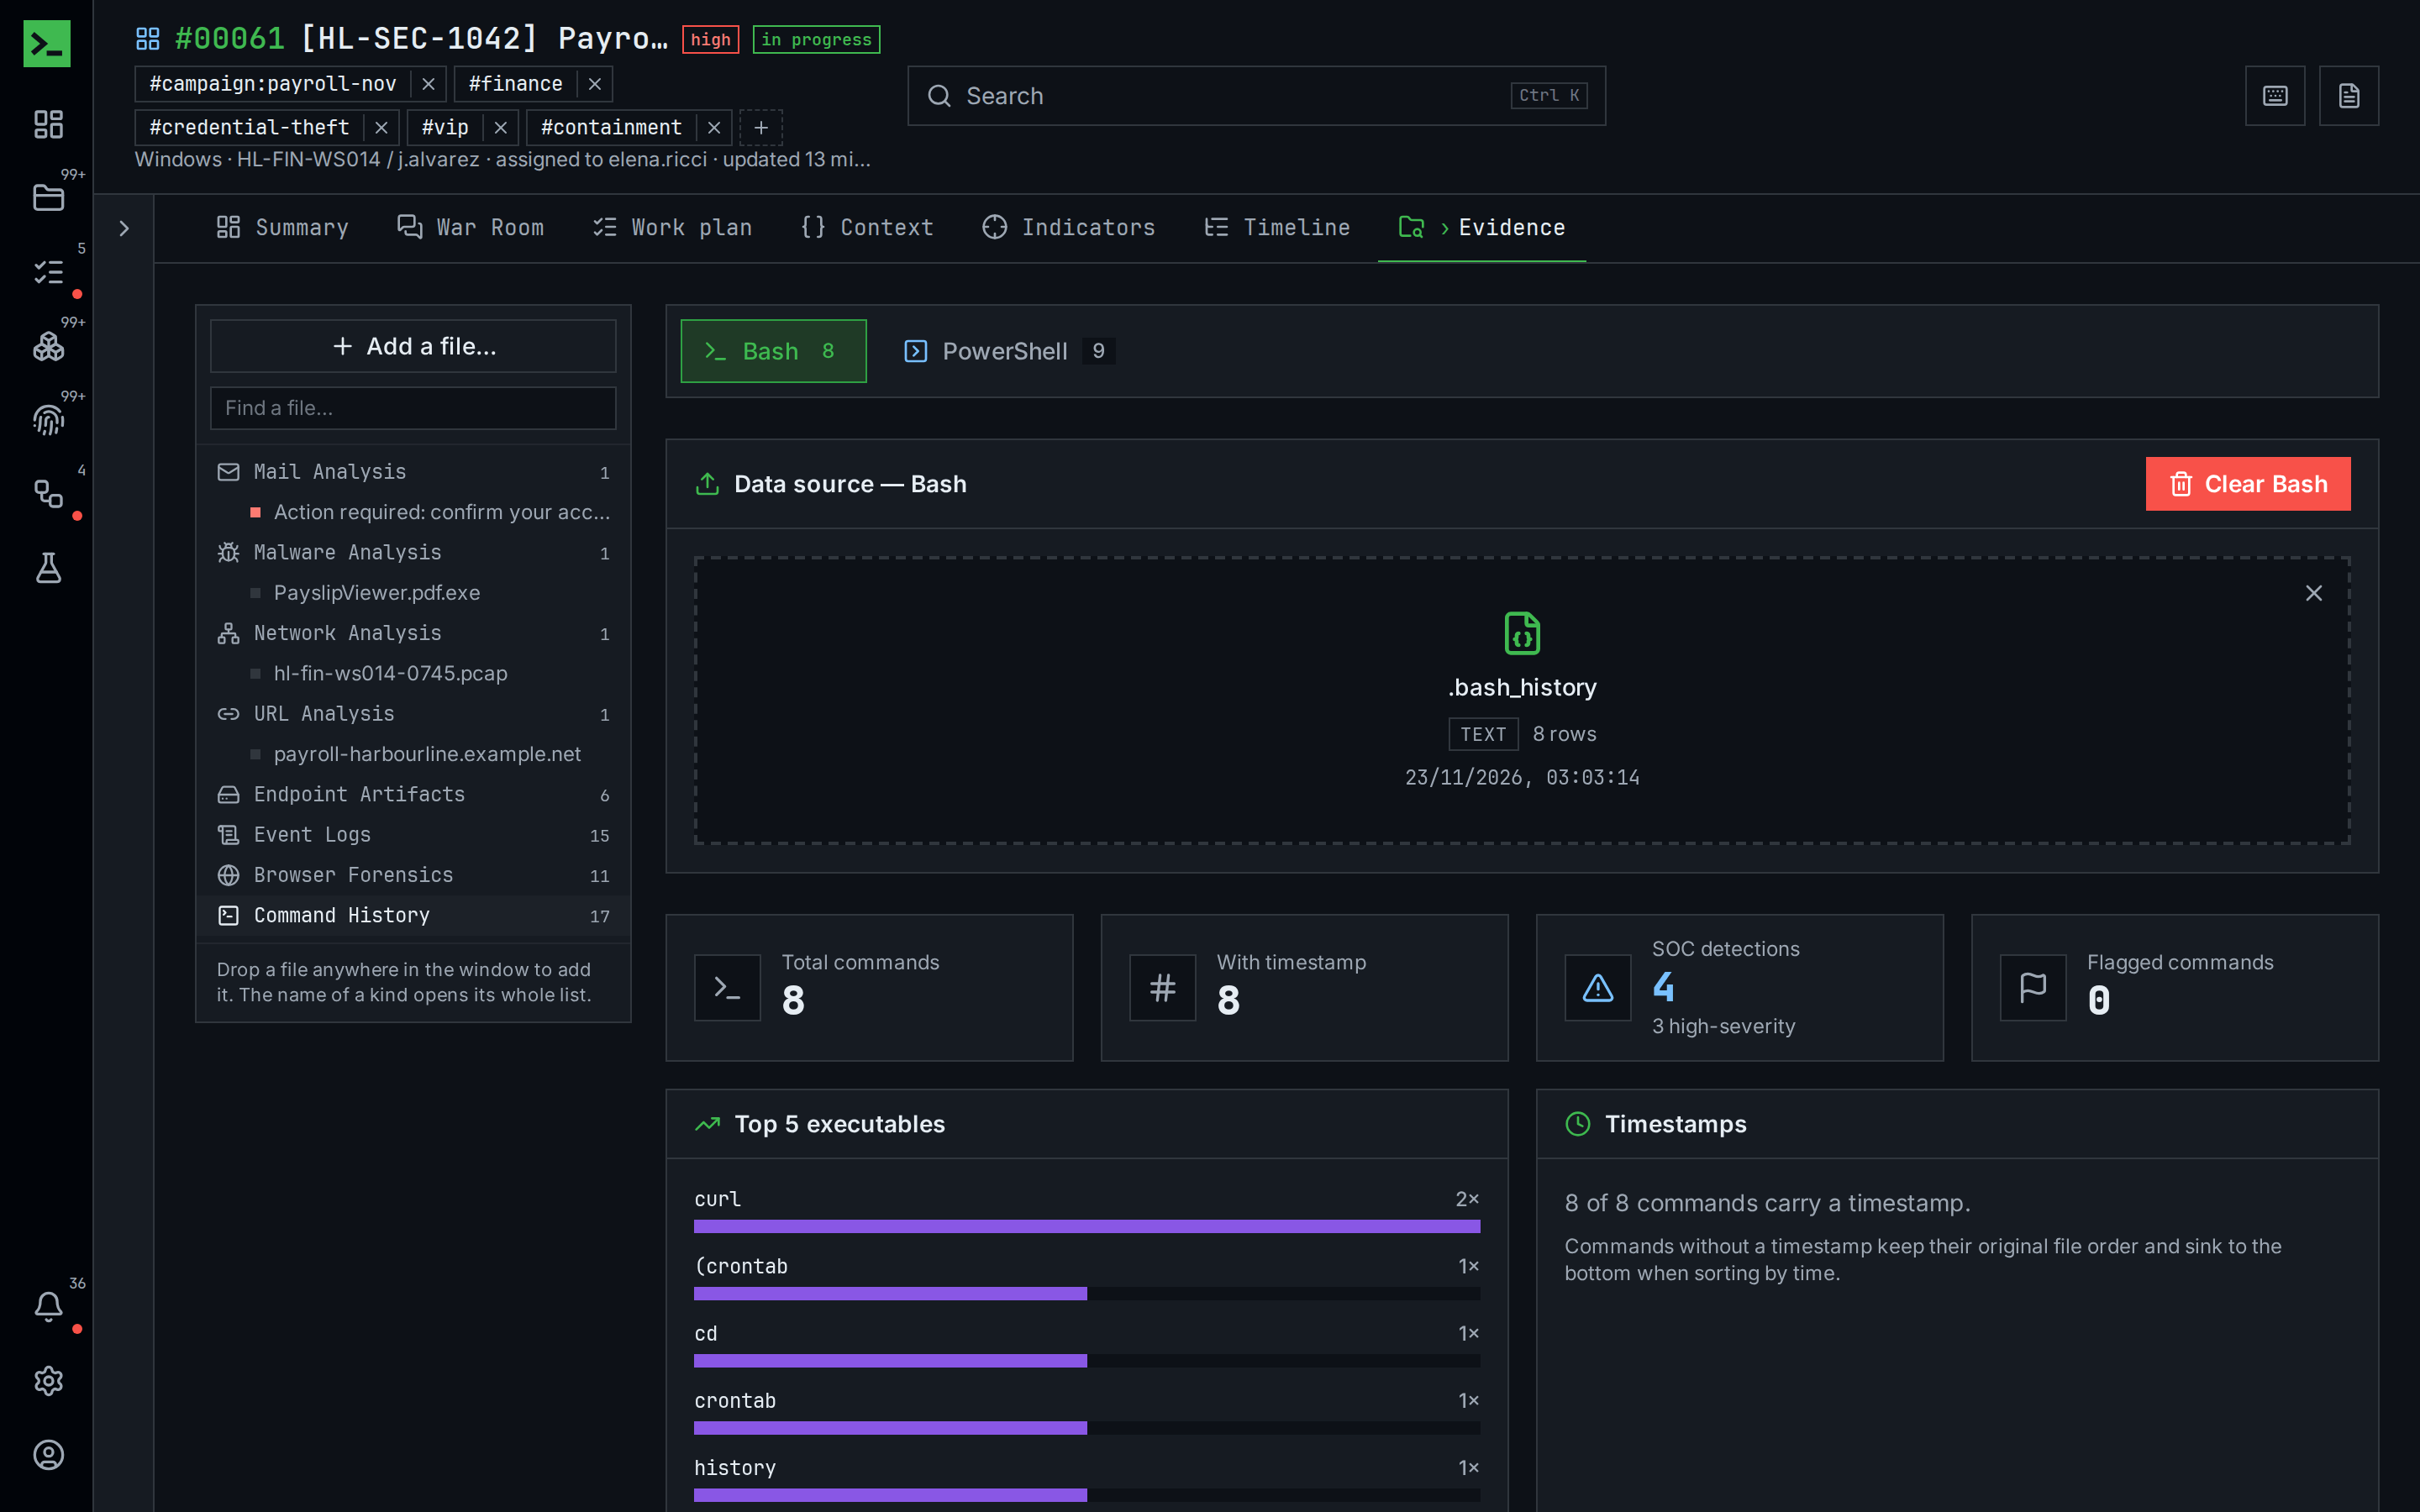 #00061 [HL-SEC-1042] Payro… high in progress
#campaign:payroll-nov #finance
#credential-theft #vip #containment
Windows · HL-FIN-WS014 / j.alvarez · assigned to elena.ricci · updated 13 mi...
Search Ctrl K
99+
5
99+
99+
4
36
Summary War Room Work plan Context Indicators Timeline › Evidence
Add a file...
Find a file...
Mail Analysis 1
Action required: confirm your acc...
Malware Analysis 1
PayslipViewer.pdf.exe
Network Analysis 1
hl-fin-ws014-0745.pcap
URL Analysis 1
payroll-harbourline.example.net
Endpoint Artifacts 6
Event Logs 15
Browser Forensics 11
Command History 17
Drop a file anywhere in the window to add
it. The name of a kind opens its whole list.
Bash 8 PowerShell 9
Data source — Bash Clear Bash
.bash_history
TEXT 8 rows
23/11/2026, 03:03:14
Total commands
8
With timestamp
8
SOC detections
4
3 high-severity
Flagged commands
0
Top 5 executables
curl 2×
(crontab 1×
cd 1×
crontab 1×
history 1×
Timestamps
8 of 8 commands carry a timestamp.
Commands without a timestamp keep their original file order and sink to the
bottom when sorting by time.